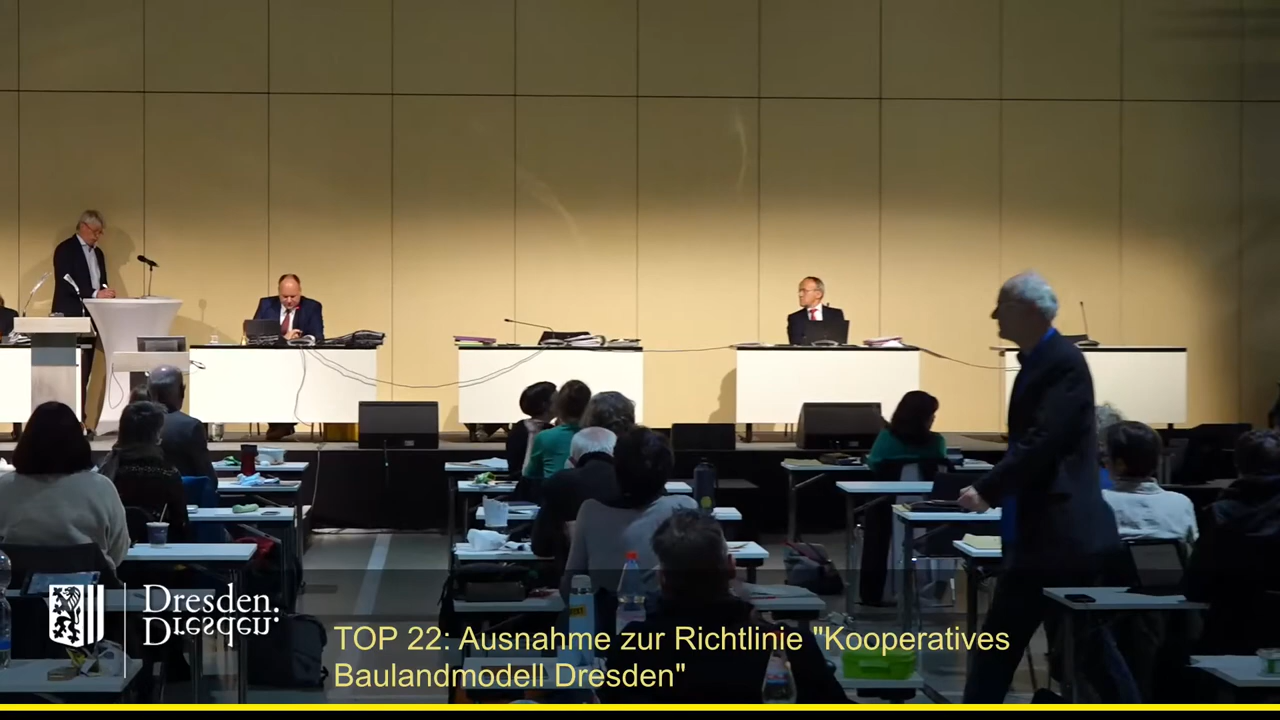 Dresden.
Dresden.
TOP 22: Ausnahme zur Richtlinie "Kooperatives
Baulandmodell Dresden"